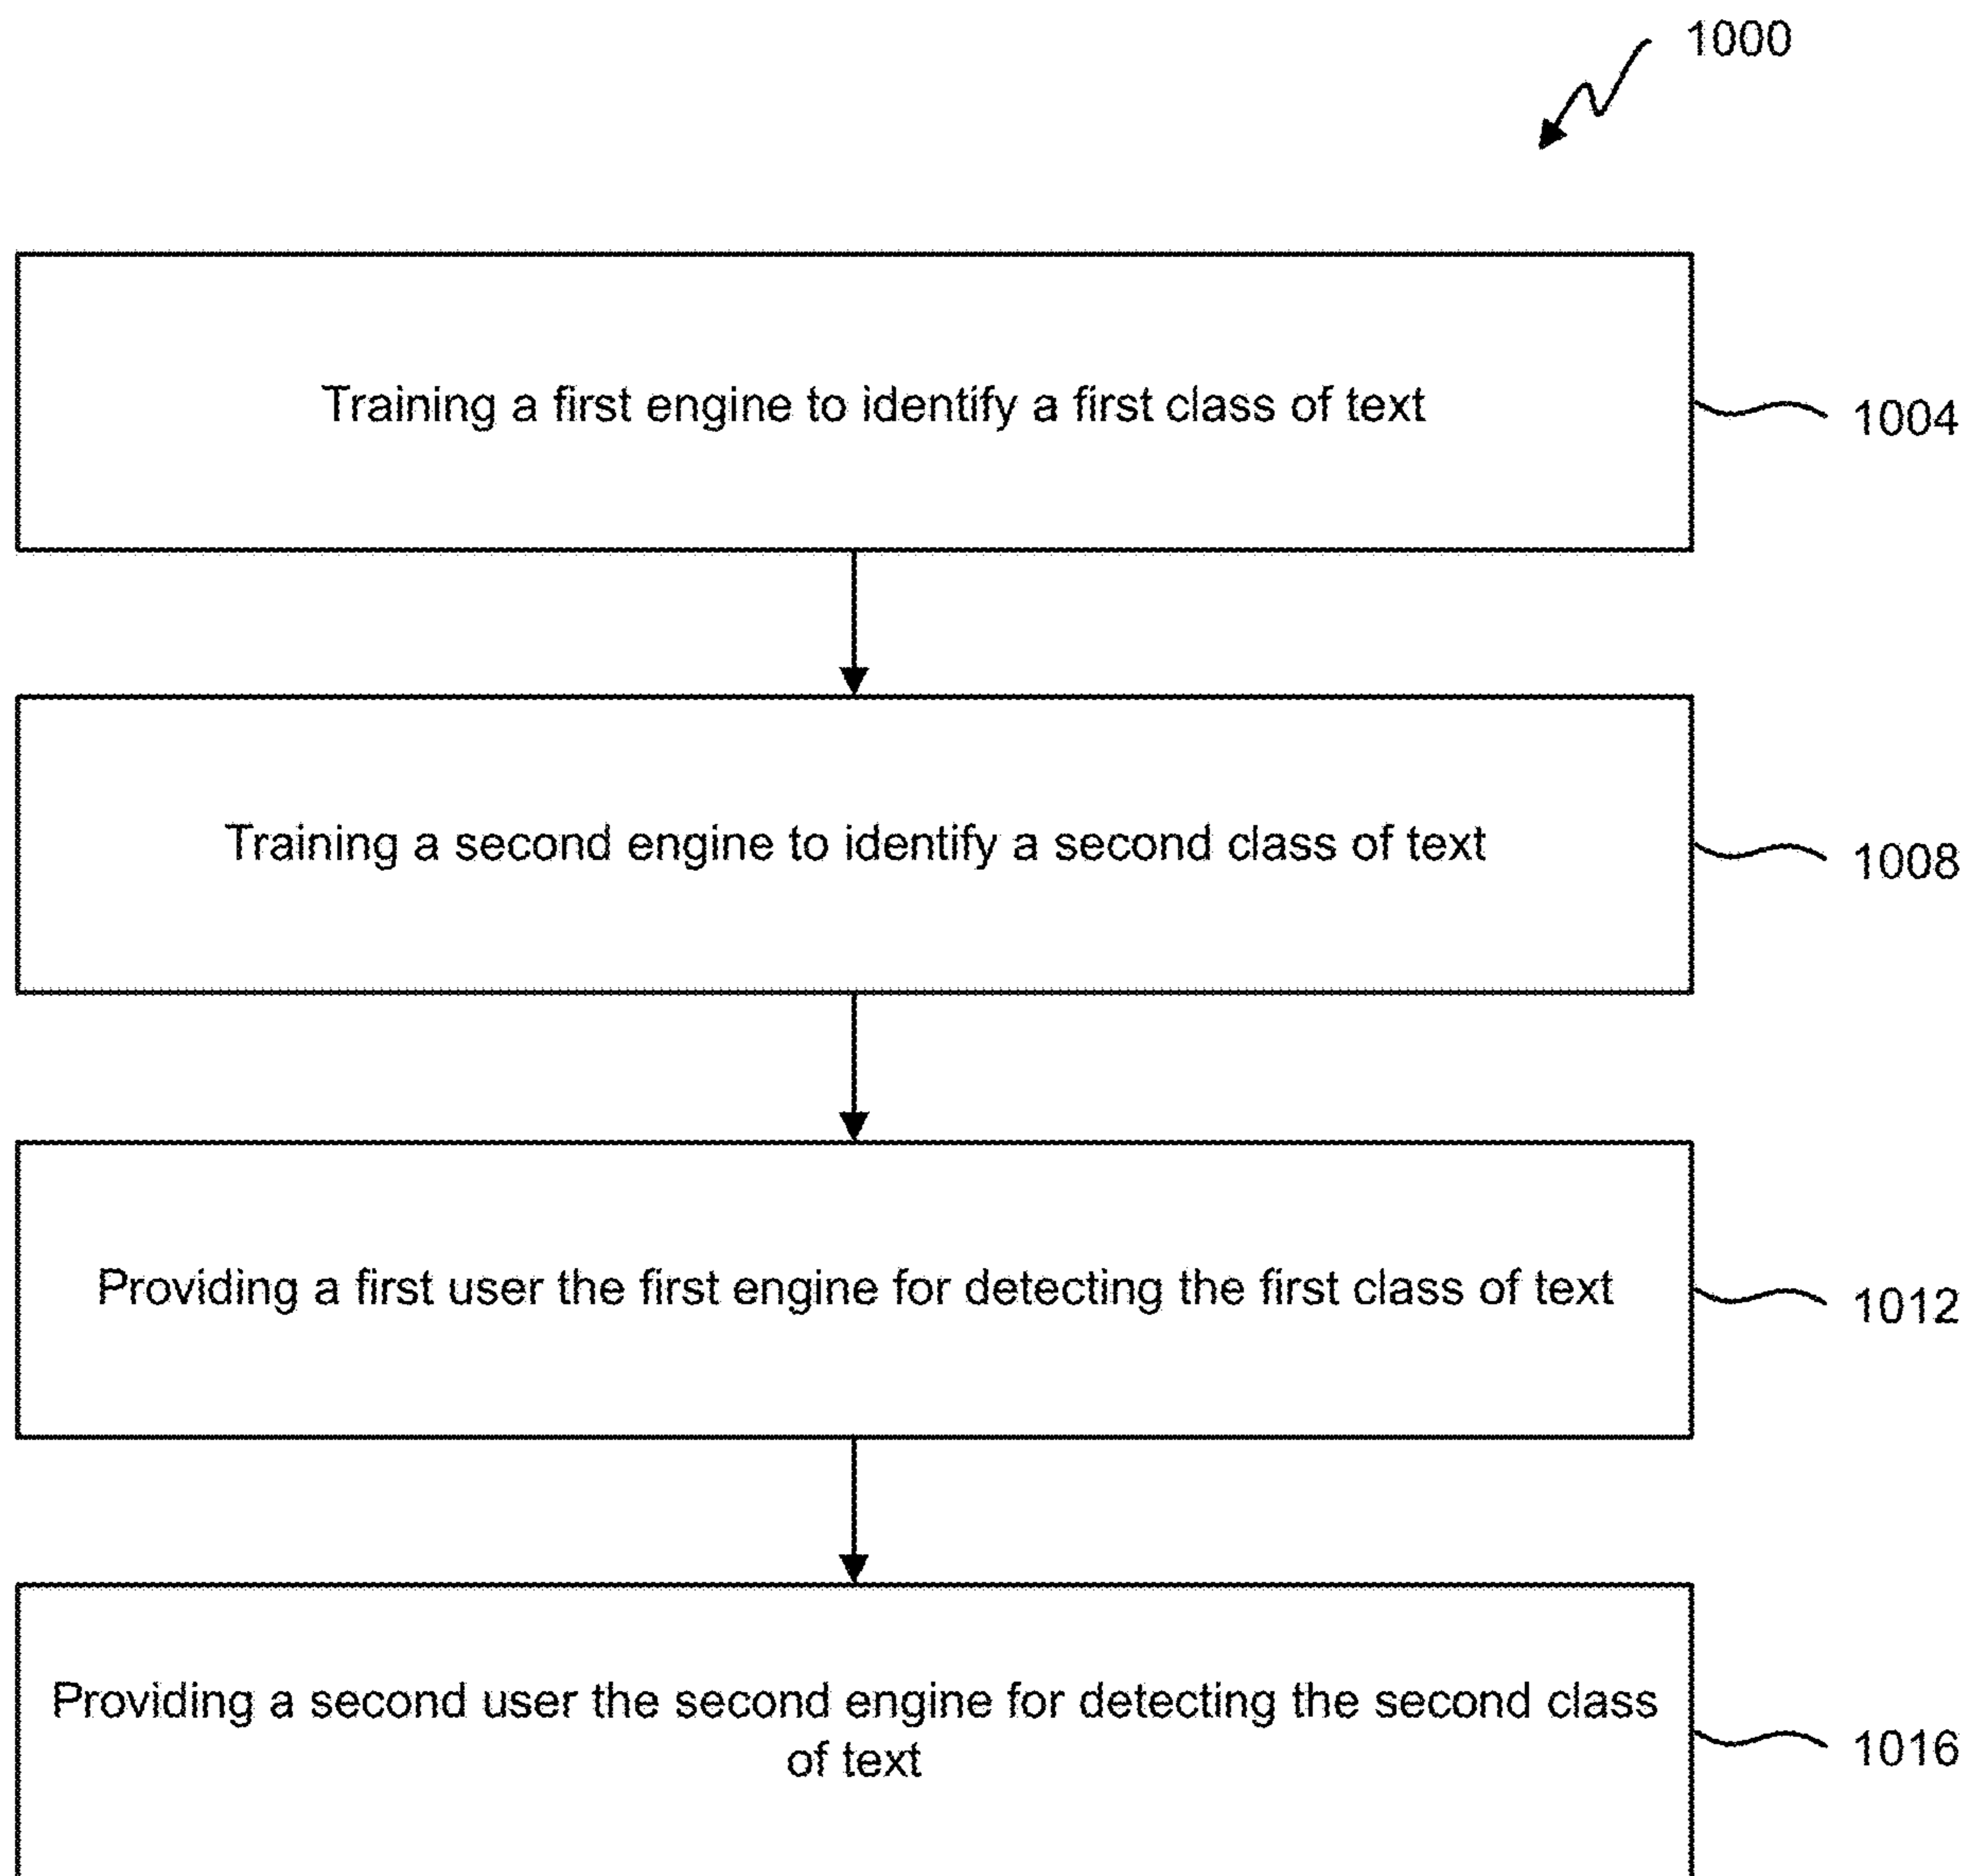 1000
Training a first engine to identify a first class of text
1004
Training a second engine to identify a second class of text
1008
Providing a first user the first engine for detecting the first class of text
1012
Providing a second user the second engine for detecting the second class
of text
1016